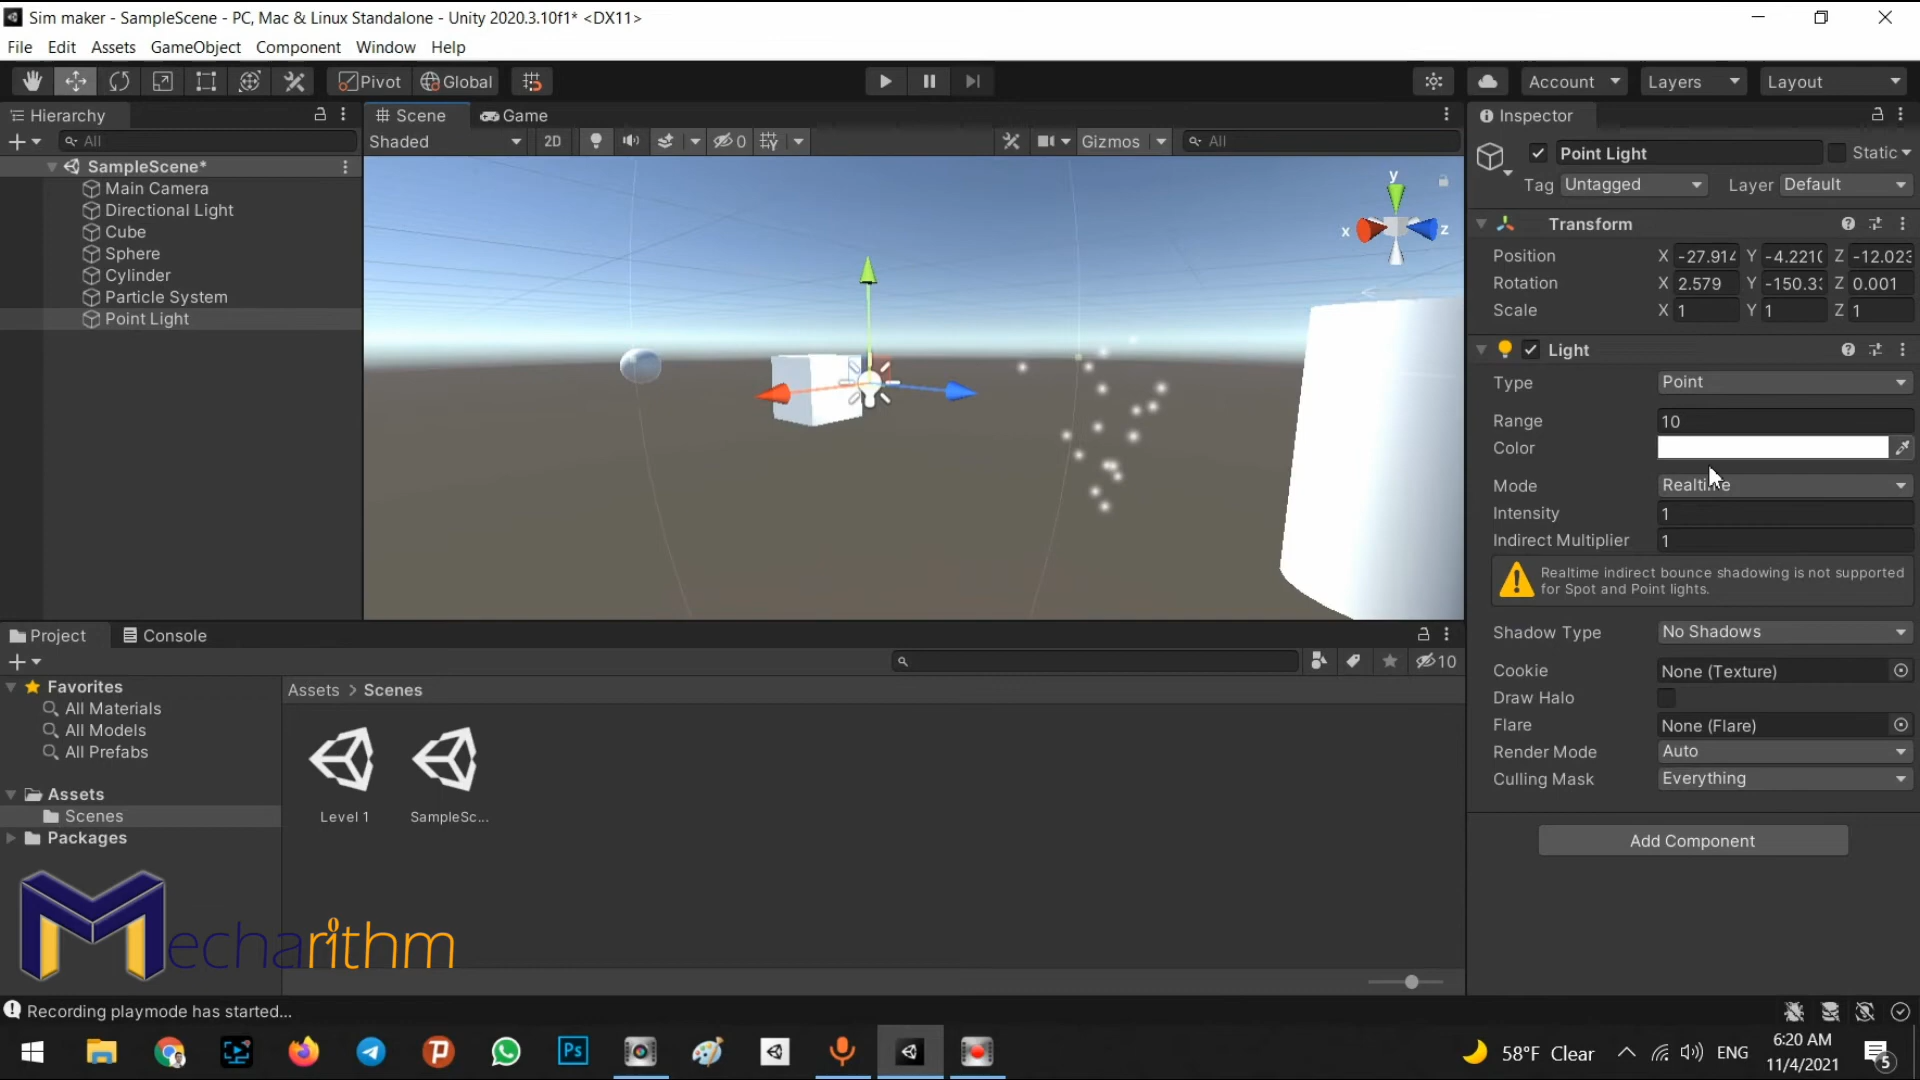 Sim maker - SampleScene - PC, Mac & Linux Standalone - Unity 2020.3.10f1* <DX11>
File Edit Assets GameObject Component Window Help
Pivot Global Account Layers Layout
Hierarchy
All
SampleScene*
Main Camera
Directional Light
Cube
Sphere
Cylinder
Particle System
Point Light
Scene Game
Shaded 2D 0 Gizmos All
y
x z
Inspector
Point Light Static
Tag Untagged Layer Default
Transform
Position X -27.914 Y -4.2210 Z -12.023
Rotation X 2.579 Y -150.3 Z 0.001
Scale X 1 Y 1 Z 1
Light
Type Point
Range 10
Color
Mode Realtime
Intensity 1
Indirect Multiplier 1
Realtime indirect bounce shadowing is not supported
for Spot and Point lights.
Shadow Type No Shadows
Cookie None (Texture)
Draw Halo
Flare None (Flare)
Render Mode Auto
Culling Mask Everything
Add Component
Project Console
10
Favorites
All Materials
All Models
All Prefabs
Assets
Scenes
Packages
Assets > Scenes
Level 1 SampleSc...
Mecharithm
Recording playmode has started...
Ps
58°F Clear ENG
6:20 AM
11/4/2021
5